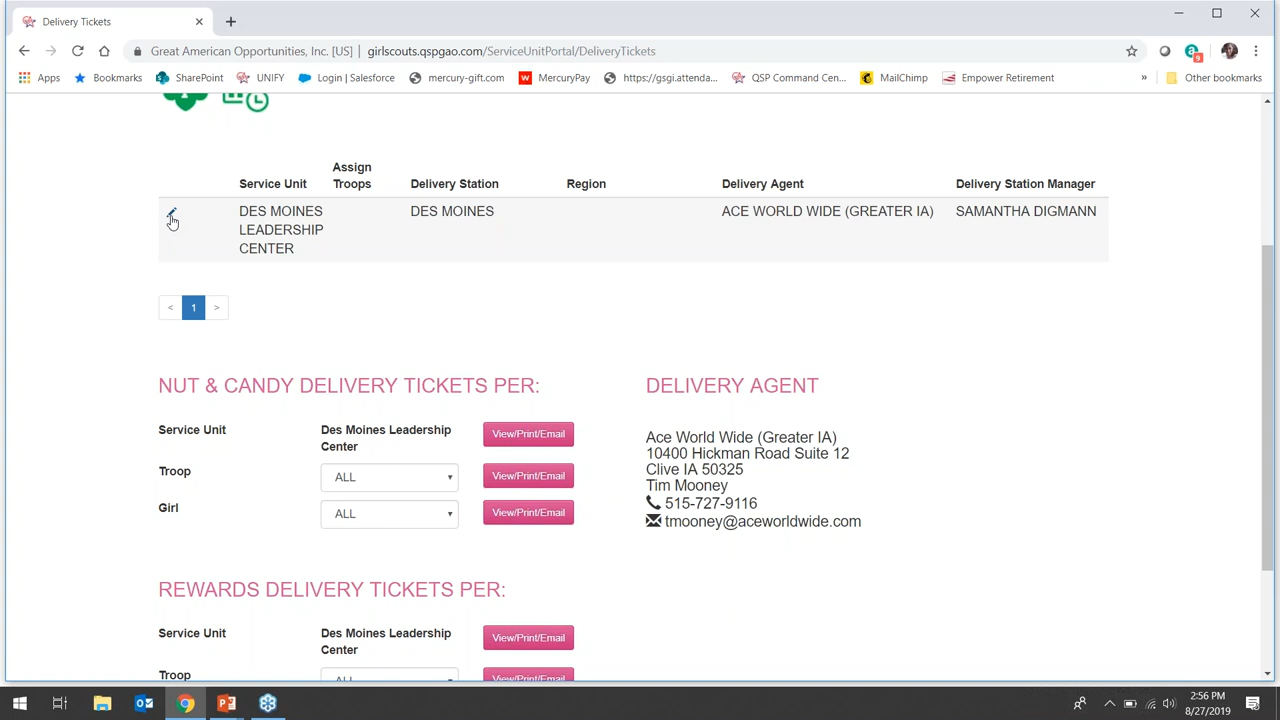 Delivery Tickets
Great American Opportunities, Inc. [US] | girlscouts.qspgao.com/ServiceUnitPortal/DeliveryTickets
Apps Bookmarks SharePoint UNIFY Login | Salesforce mercury-gift.com MercuryPay https://gsgi.attenda... QSP Command Cen... MailChimp Empower Retirement » Other bookmarks
9
Service Unit Assign Troops Delivery Station Region Delivery Agent Delivery Station Manager
DES MOINES LEADERSHIP CENTER DES MOINES ACE WORLD WIDE (GREATER IA) SAMANTHA DIGMANN
< 1 >
NUT & CANDY DELIVERY TICKETS PER:
Service Unit Des Moines Leadership Center View/Print/Email
Troop ALL View/Print/Email
Girl ALL View/Print/Email
DELIVERY AGENT
Ace World Wide (Greater IA)
10400 Hickman Road Suite 12
Clive IA 50325
Tim Mooney
515-727-9116
tmooney@aceworldwide.com
REWARDS DELIVERY TICKETS PER:
Service Unit Des Moines Leadership Center View/Print/Email
Troop ALL View/Print/Email
2:56 PM
8/27/2019